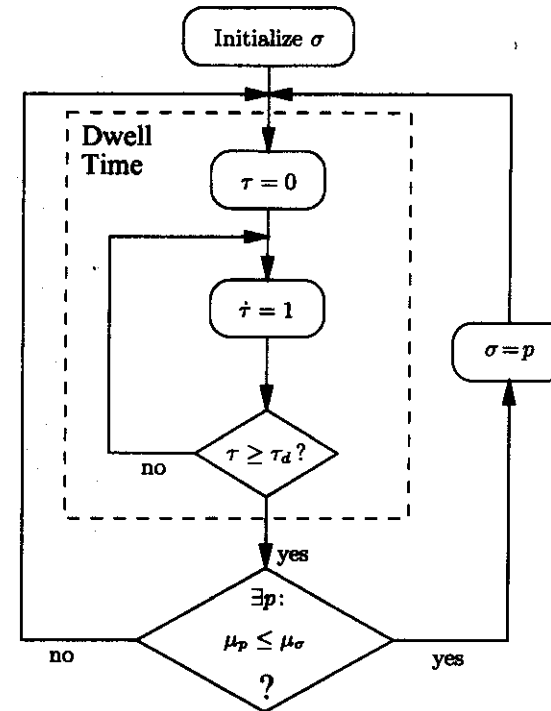 Initialize σ
Dwell
Time
τ = 0
τ̇ = 1
σ = p
τ ≥ τ_d ?
no
yes
∃p:
μ_p ≤ μ_σ
?
no
yes